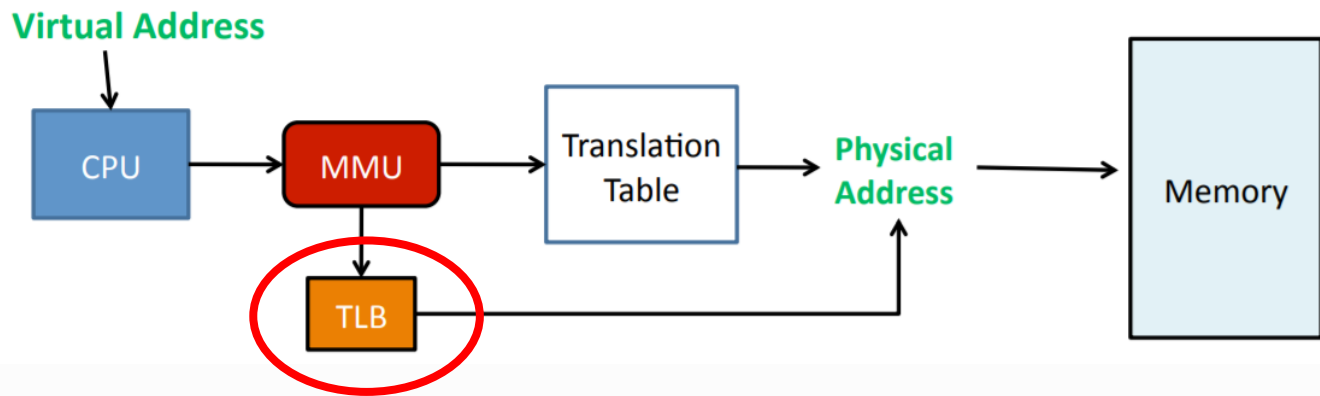 Virtual Address
CPU
MMU
Translation
Table
Physical
Address
Memory
TLB